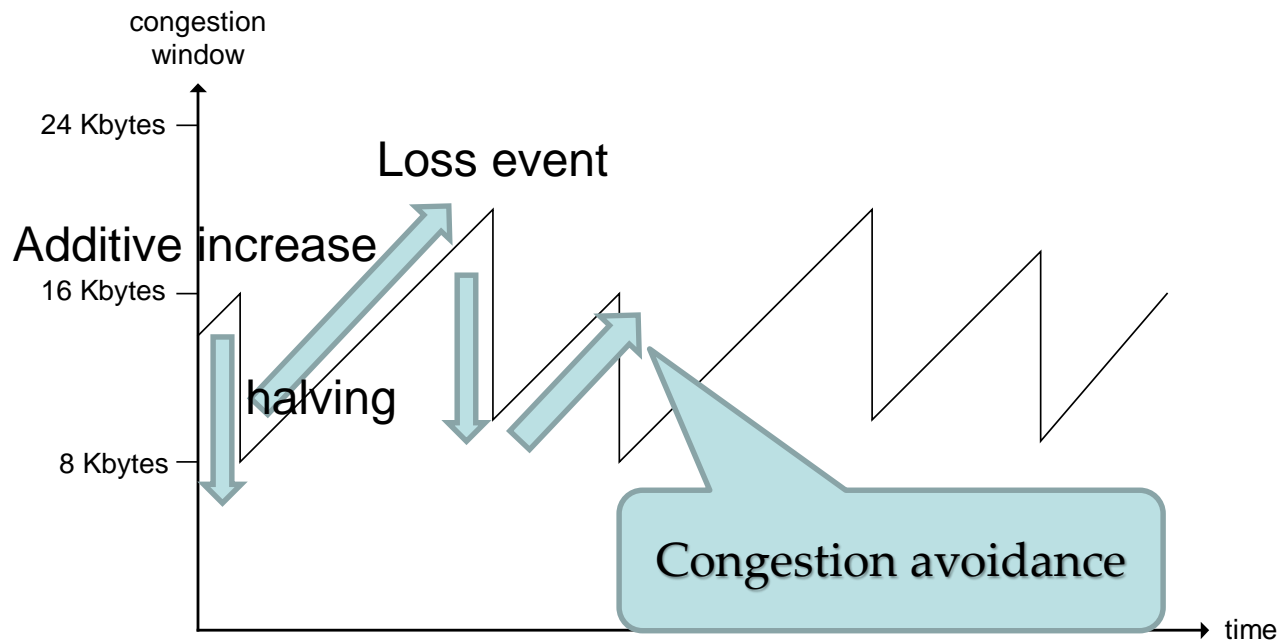 congestion
window
24 Kbytes
Loss event
Additive increase
16 Kbytes
halving
8 Kbytes
Congestion avoidance
time